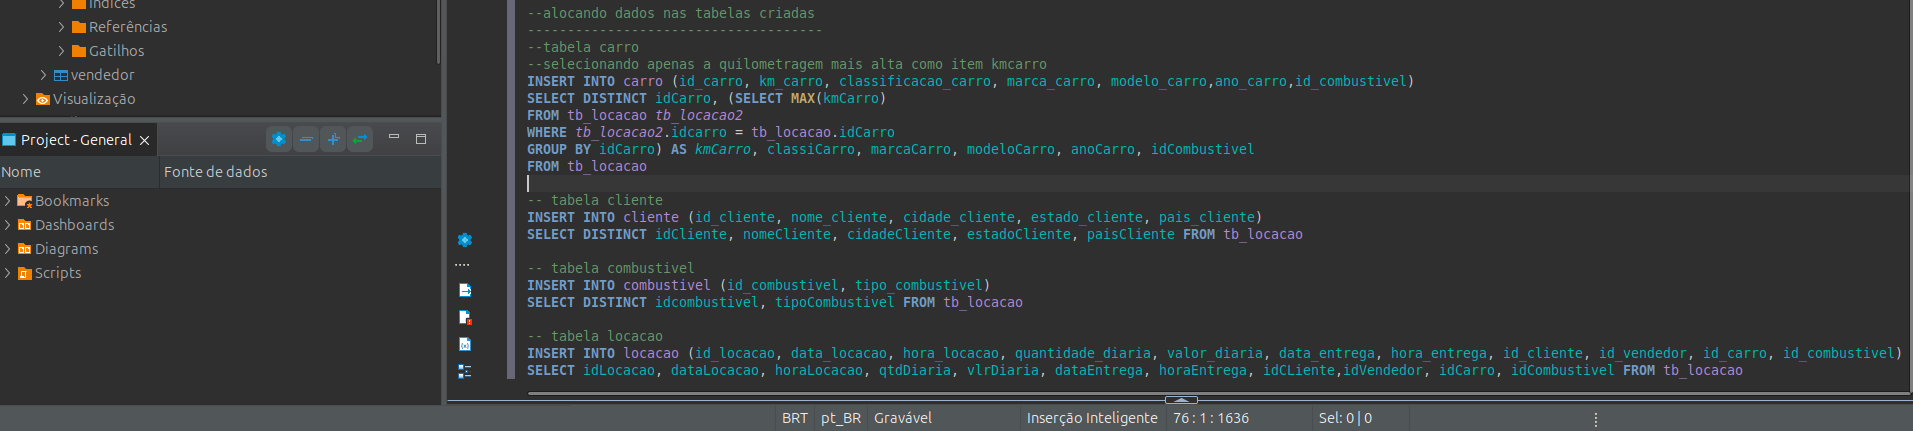 Índices
Referências
Gatilhos
vendedor
Visualização
Project - General
Nome Fonte de dados
Bookmarks
Dashboards
Diagrams
Scripts
--alocando dados nas tabelas criadas
-------------------------------------
--tabela carro
--selecionando apenas a quilometragem mais alta como item kmcarro
INSERT INTO carro (id_carro, km_carro, classificacao_carro, marca_carro, modelo_carro,ano_carro,id_combustivel)
SELECT DISTINCT idCarro, (SELECT MAX(kmCarro)
FROM tb_locacao tb_locacao2
WHERE tb_locacao2.idcarro = tb_locacao.idCarro
GROUP BY idCarro) AS kmCarro, classiCarro, marcaCarro, modeloCarro, anoCarro, idCombustivel
FROM tb_locacao
-- tabela cliente
INSERT INTO cliente (id_cliente, nome_cliente, cidade_cliente, estado_cliente, pais_cliente)
SELECT DISTINCT idCliente, nomeCliente, cidadeCliente, estadoCliente, paisCliente FROM tb_locacao
-- tabela combustivel
INSERT INTO combustivel (id_combustivel, tipo_combustivel)
SELECT DISTINCT idcombustivel, tipoCombustivel FROM tb_locacao
-- tabela locacao
INSERT INTO locacao (id_locacao, data_locacao, hora_locacao, quantidade_diaria, valor_diaria, data_entrega, hora_entrega, id_cliente, id_vendedor, id_carro, id_combustivel)
SELECT idLocacao, dataLocacao, horaLocacao, qtdDiaria, vlrDiaria, dataEntrega, horaEntrega, idCLiente,idVendedor, idCarro, idCombustivel FROM tb_locacao
BRT pt_BR Gravável Inserção Inteligente 76 : 1 : 1636 Sel: 0 | 0